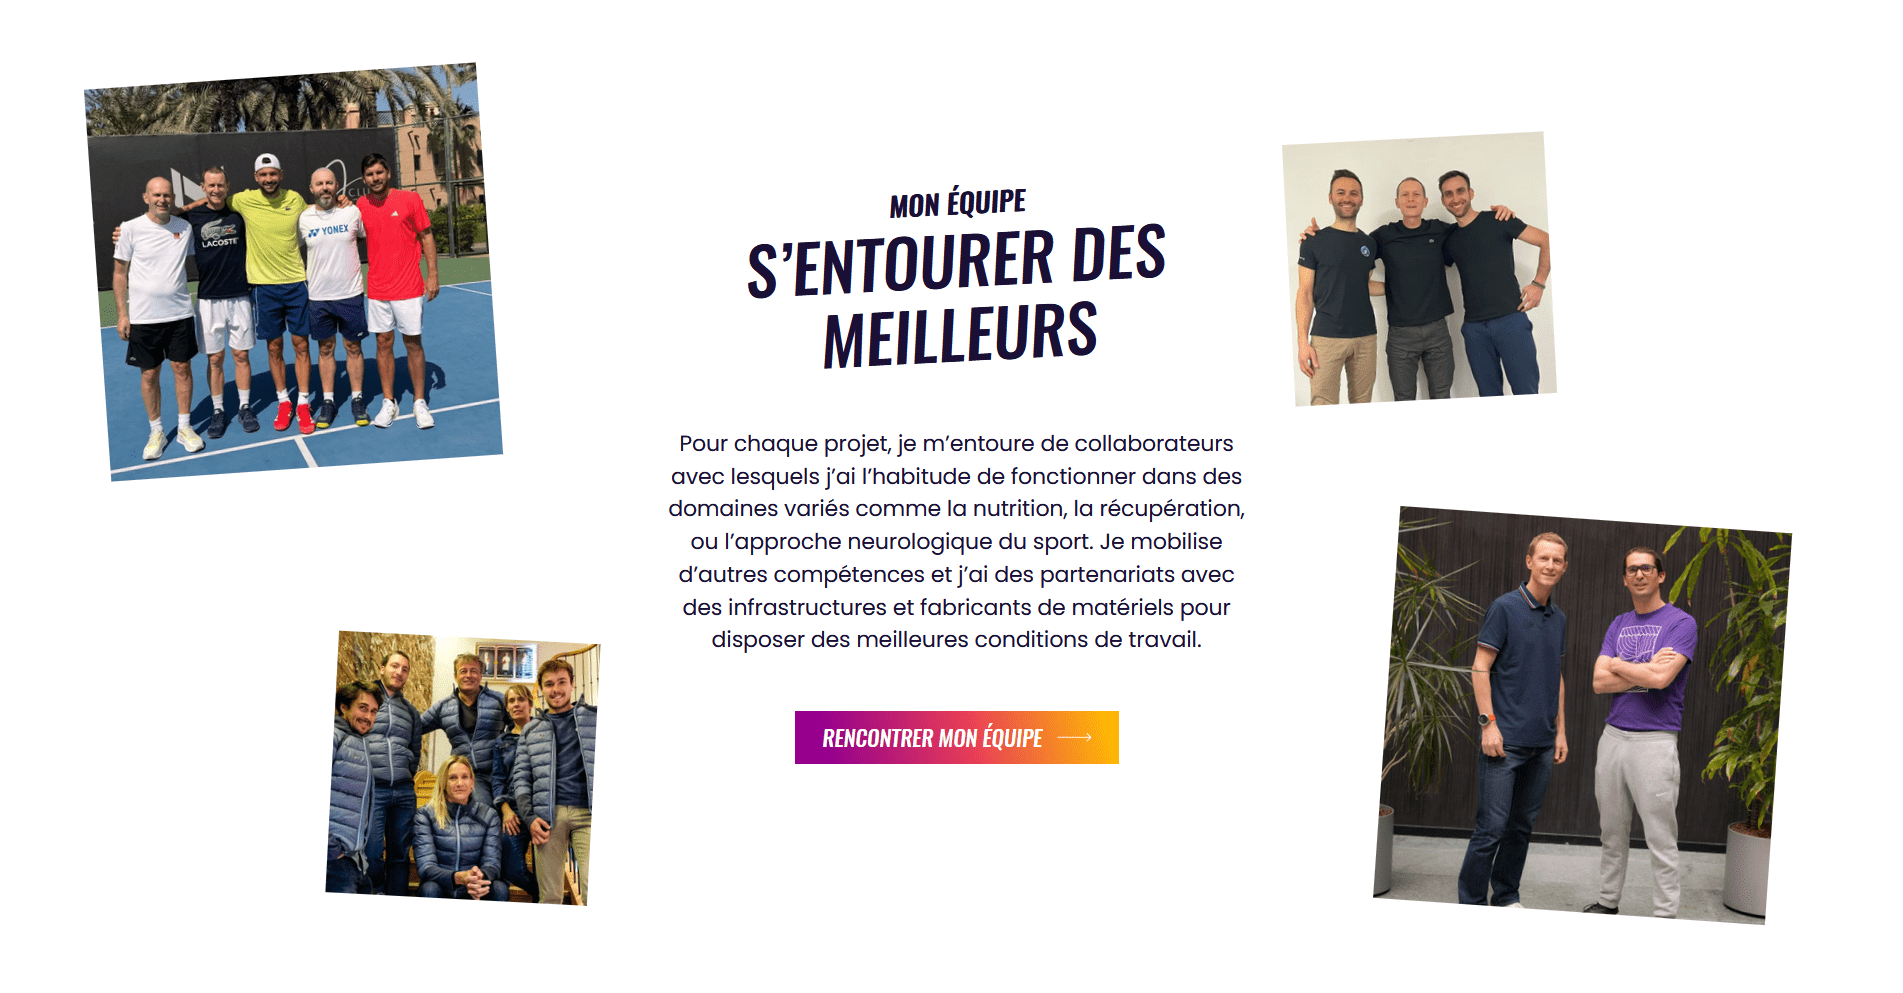 MON ÉQUIPE
S’ENTOURER DES
MEILLEURS
Pour chaque projet, je m’entoure de collaborateurs
avec lesquels j’ai l’habitude de fonctionner dans des
domaines variés comme la nutrition, la récupération,
ou l’approche neurologique du sport. Je mobilise
d’autres compétences et j’ai des partenariats avec
des infrastructures et fabricants de matériels pour
disposer des meilleures conditions de travail.
RENCONTRER MON ÉQUIPE
LACOSTE
YONEX